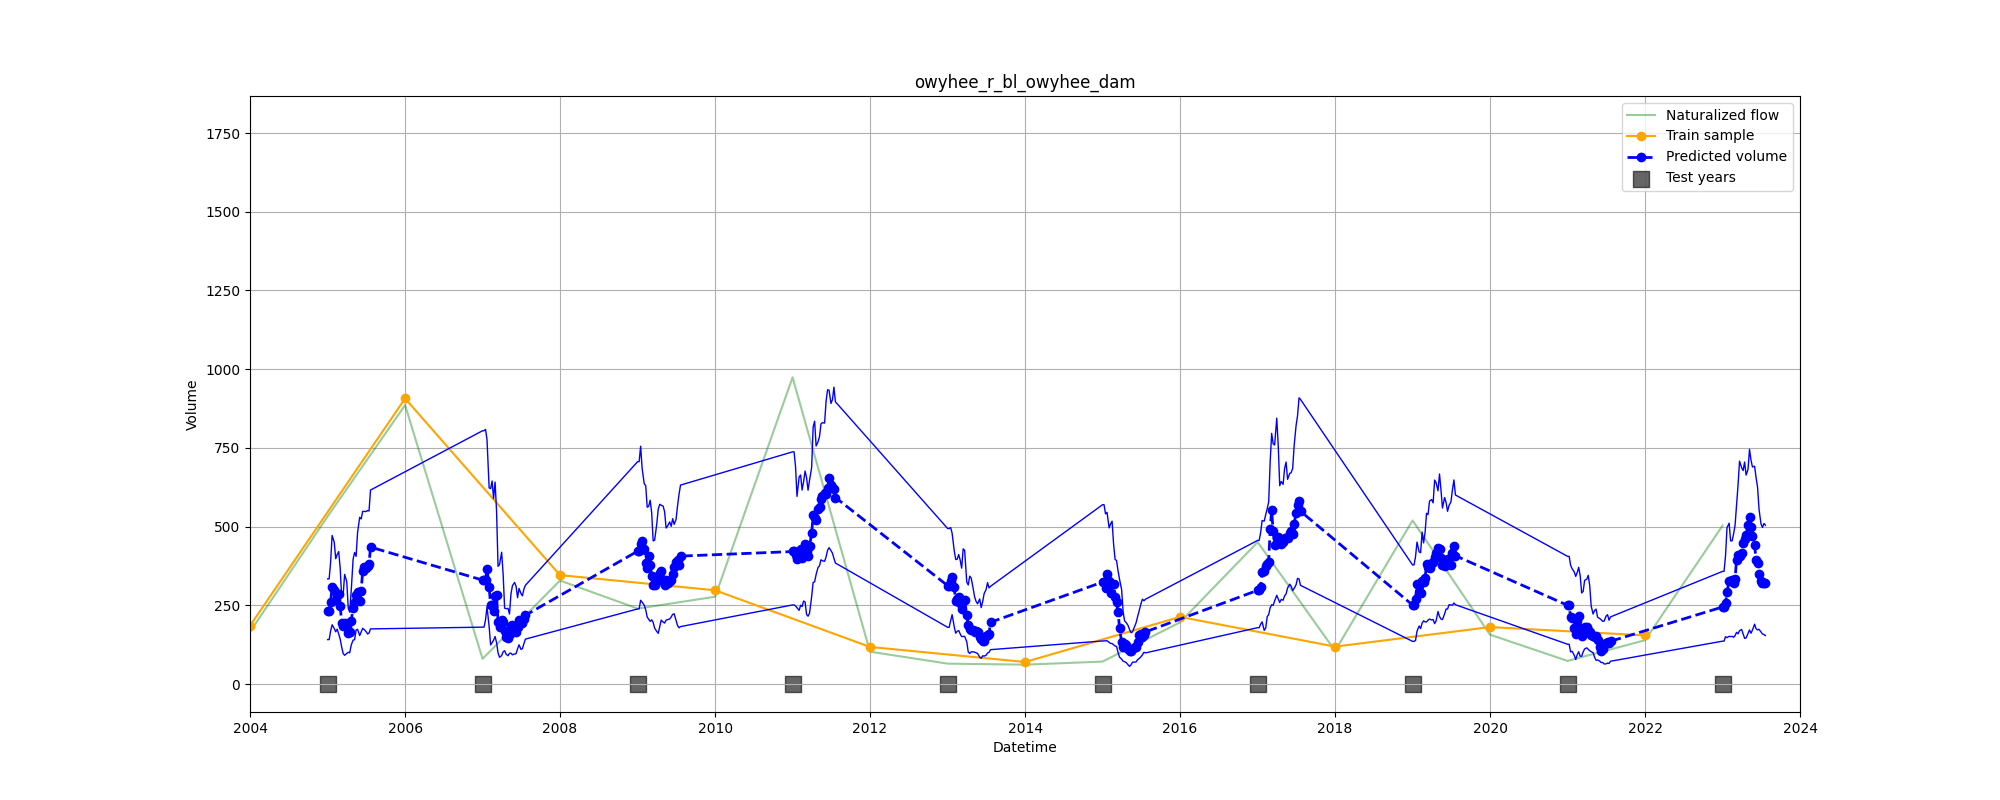 owyhee_r_bl_owyhee_dam
Naturalized flow
Train sample
Predicted volume
Test years
Volume
1750
1500
1250
1000
750
500
250
0
2004 2006 2008 2010 2012 2014 2016 2018 2020 2022 2024
Datetime